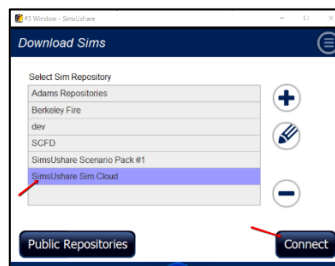 #1 Window - SimsUshare
Download Sims
Select Sim Repository
Adams Repositories
Berkeley Fire
dev
SCFD
SimsUshare Scenario Pack #1
SimsUshare Sim Cloud
Public Repositories
Connect